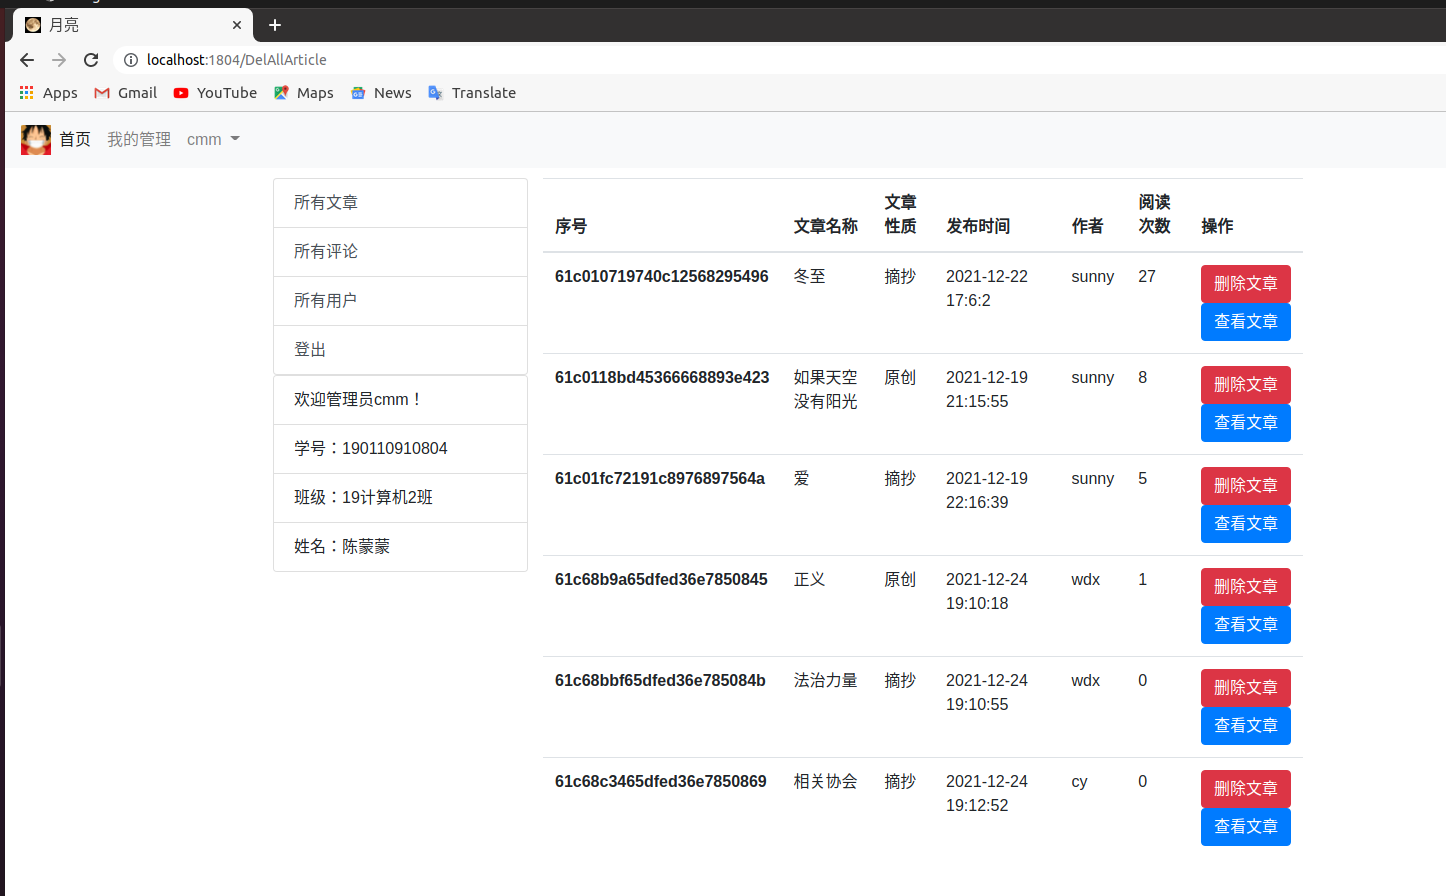 月亮
localhost:1804/DelAllArticle
Apps Gmail YouTube Maps News Translate
首页 我的管理 cmm
所有文章
所有评论
所有用户
登出
欢迎管理员cmm！
学号：190110910804
班级：19计算机2班
姓名：陈蒙蒙
序号 文章名称 文章性质 发布时间 作者 阅读次数 操作
61c010719740c12568295496 冬至 摘抄 2021-12-22 sunny 27 删除文章
17:6:2 查看文章
61c0118bd45366668893e423 如果天空 原创 2021-12-19 sunny 8 删除文章
没有阳光 21:15:55 查看文章
61c01fc72191c8976897564a 爱 摘抄 2021-12-19 sunny 5 删除文章
22:16:39 查看文章
61c68b9a65dfed36e7850845 正义 原创 2021-12-24 wdx 1 删除文章
19:10:18 查看文章
61c68bbf65dfed36e785084b 法治力量 摘抄 2021-12-24 wdx 0 删除文章
19:10:55 查看文章
61c68c3465dfed36e7850869 相关协会 摘抄 2021-12-24 cy 0 删除文章
19:12:52 查看文章